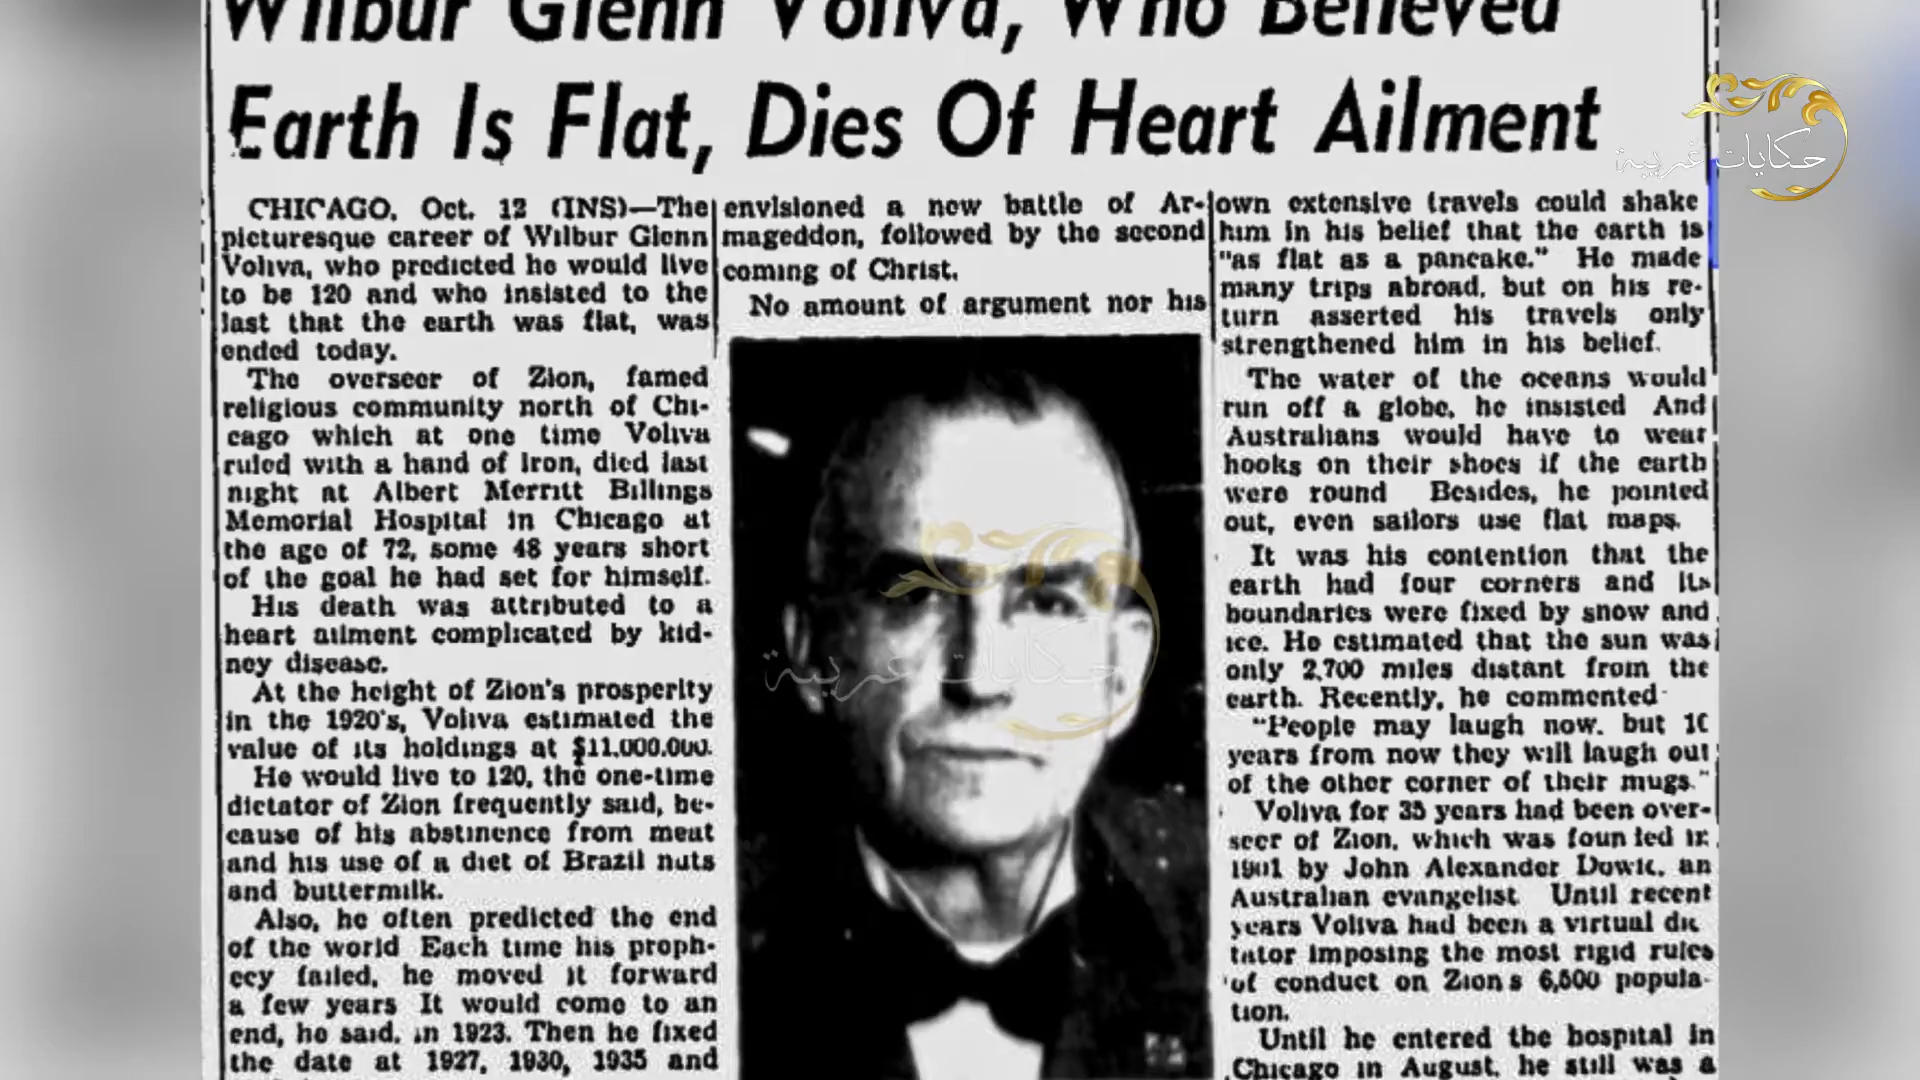 Wilbur Glenn Voliva, Who Believed
Earth Is Flat, Dies Of Heart Ailment
حكايات غريبة
CHICAGO, Oct. 12 (INS)—The
picturesque career of Wilbur Glenn
Voliva, who predicted he would live
to be 120 and who insisted to the
last that the earth was flat, was
ended today.
The overseer of Zion, famed
religious community north of Chi-
cago which at one time Voliva
ruled with a hand of iron, died last
night at Albert Merritt Billings
Memorial Hospital in Chicago at
the age of 72, some 48 years short
of the goal he had set for himself.
His death was attributed to a
heart ailment complicated by kid-
ney disease.
At the height of Zion's prosperity
in the 1920's, Voliva estimated the
value of its holdings at $11.000.000.
He would live to 120, the one-time
dictator of Zion frequently said, be-
cause of his abstinence from meat
and his use of a diet of Brazil nuts
and buttermilk.
Also, he often predicted the end
of the world Each time his proph-
ecy failed, he moved it forward
a few years It would come to an
end, he said, in 1923. Then he fixed
the date at 1927, 1930, 1935 and
envisioned a new battle of Ar-
mageddon, followed by the second
coming of Christ.
No amount of argument nor his
حكايات غريبة
own extensive travels could shake
him in his belief that the earth is
"as flat as a pancake." He made
many trips abroad, but on his re-
turn asserted his travels only
strengthened him in his belief.
The water of the oceans would
run off a globe, he insisted And
Australians would have to wear
hooks on their shoes if the earth
were round Besides, he pointed
out, even sailors use flat maps.
It was his contention that the
earth had four corners and its
boundaries were fixed by snow and
ice. He estimated that the sun was
only 2,700 miles distant from the
earth. Recently, he commented
"People may laugh now, but 10
years from now they will laugh out
of the other corner of their mugs."
Voliva for 35 years had been over-
seer of Zion, which was founded in
1901 by John Alexander Dowie, an
Australian evangelist Until recent
years Voliva had been a virtual dic
tator imposing the most rigid rules
of conduct on Zion's 6,500 popula-
tion.
Until he entered the hospital in
Chicago in August, he still was a